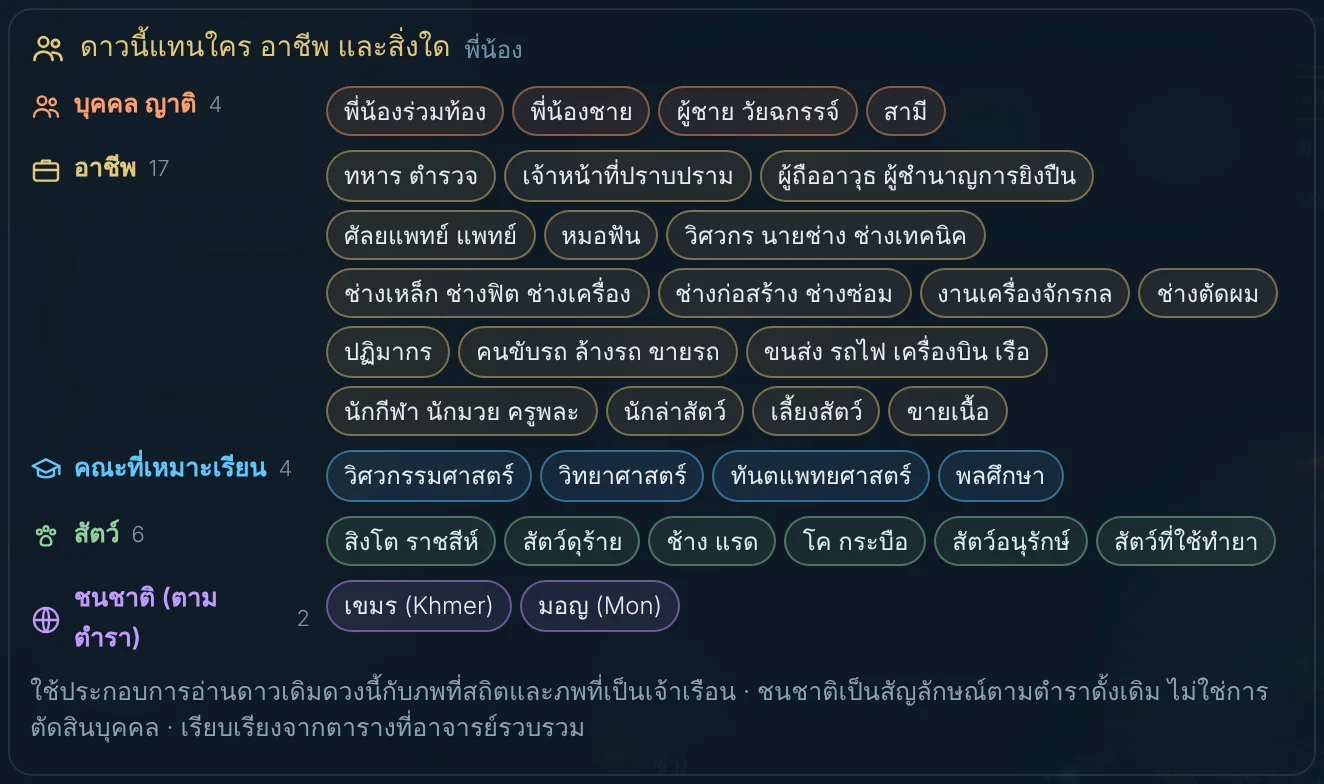 ดาวนี้แทนใคร อาชีพ และสิ่งใด พี่น้อง
บุคคล ญาติ 4 พี่น้องร่วมท้อง พี่น้องชาย ผู้ชาย วัยฉกรรจ์ สามี
อาชีพ 17 ทหาร ตำรวจ เจ้าหน้าที่ปราบปราม ผู้ถืออาวุธ ผู้ชำนาญการยิงปืน
ศัลยแพทย์ แพทย์ หมอฟัน วิศวกร นายช่าง ช่างเทคนิค
ช่างเหล็ก ช่างฟิต ช่างเครื่อง ช่างก่อสร้าง ช่างซ่อม งานเครื่องจักรกล ช่างตัดผม
ปฏิมากร คนขับรถ ล้างรถ ขายรถ ขนส่ง รถไฟ เครื่องบิน เรือ
นักกีฬา นักมวย ครูพละ นักล่าสัตว์ เลี้ยงสัตว์ ขายเนื้อ
คณะที่เหมาะเรียน 4 วิศวกรรมศาสตร์ วิทยาศาสตร์ ทันตแพทยศาสตร์ พลศึกษา
สัตว์ 6 สิงโต ราชสีห์ สัตว์ดุร้าย ช้าง แรด โค กระบือ สัตว์อนุรักษ์ สัตว์ที่ใช้ทำยา
ชนชาติ (ตาม
ตำรา) 2 เขมร (Khmer) มอญ (Mon)
ใช้ประกอบการอ่านดาวเดิมดวงนี้กับภพที่สถิตและภพที่เป็นเจ้าเรือน · ชนชาติเป็นสัญลักษณ์ตามตำราดั้งเดิม ไม่ใช่การ
ตัดสินบุคคล · เรียบเรียงจากตารางที่อาจารย์รวบรวม